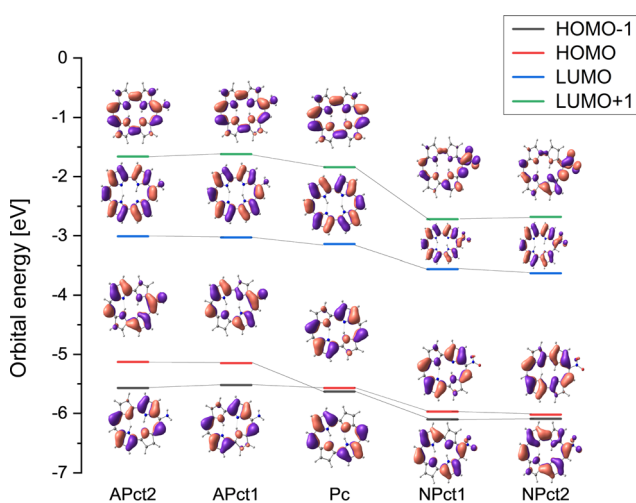 HOMO-1
HOMO
LUMO
LUMO+1
Orbital energy [eV]
0
-1
-2
-3
-4
-5
-6
-7
APct2 APct1 Pc NPct1 NPct2